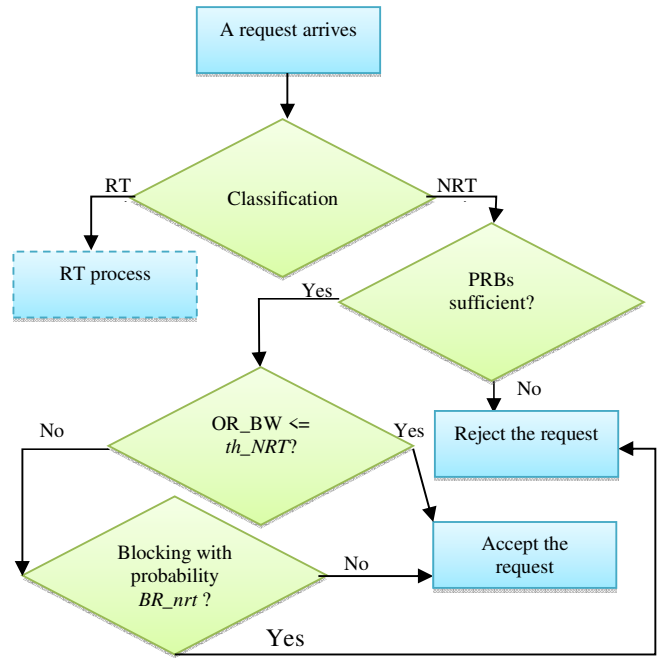 A request arrives
RT
Classification
NRT
RT process
PRBs
sufficient?
Yes
No
OR_BW <=
th_NRT?
No
Yes
Reject the request
Blocking with
probability
BR_nrt ?
No
Accept the
request
Yes